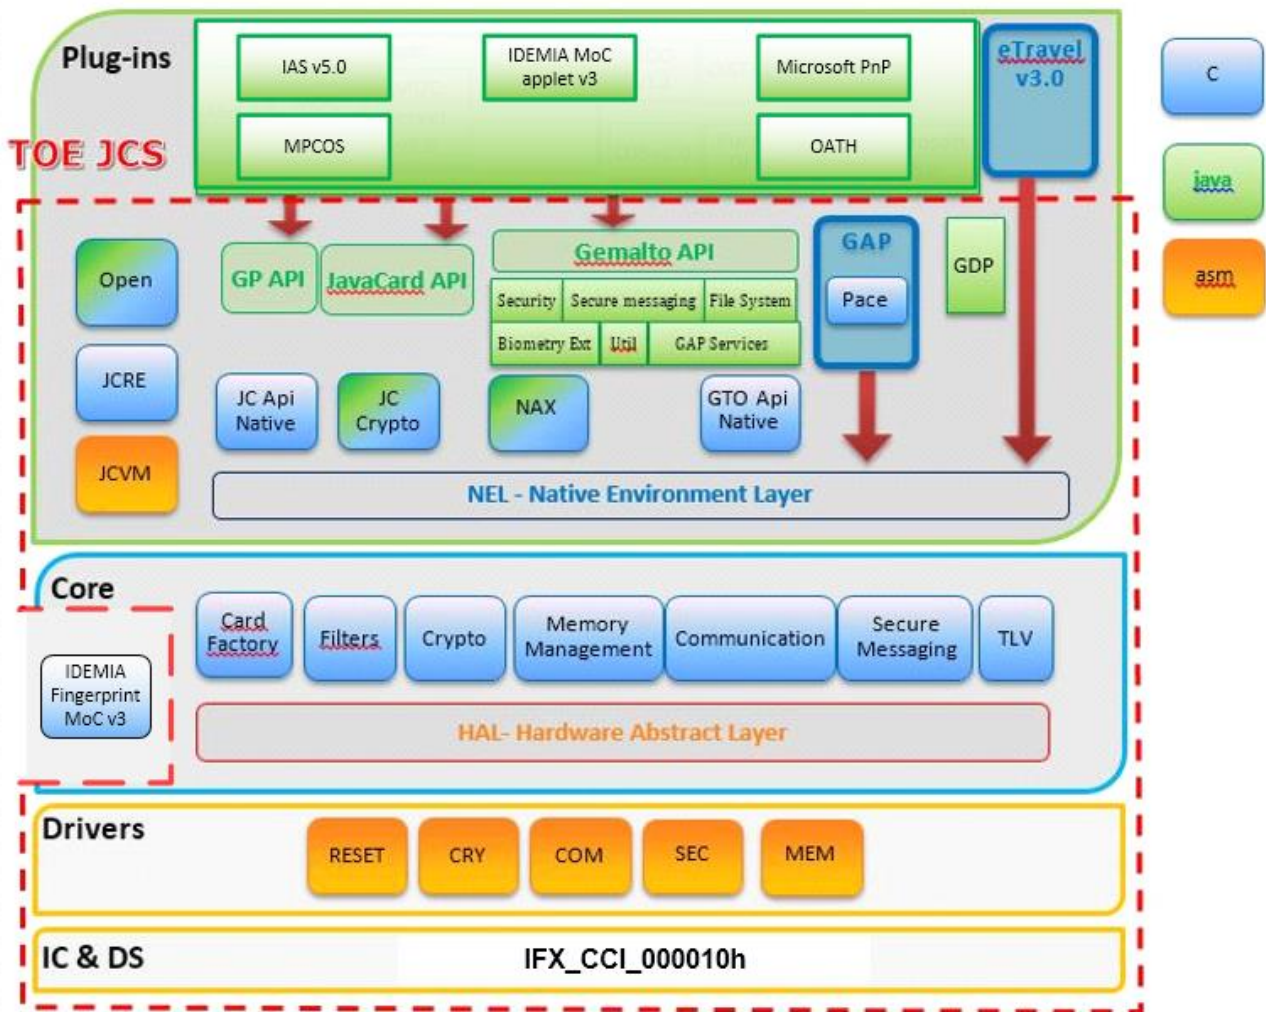 Plug-ins
IAS v5.0
IDEMIA MoC
applet v3
Microsoft PnP
eTravel
v3.0
C
MPCOS
OATH
TOE JCS
java
Open
GP API
JavaCard API
Gemalto API
GAP
GDP
asm
Security
Secure messaging
File System
Pace
Biometry Ext
Util
GAP Services
JCRE
JC Api
Native
JC
Crypto
NAX
GTO Api
Native
JCVM
NEL - Native Environment Layer
Core
Card
Factory
Filters
Crypto
Memory
Management
Communication
Secure
Messaging
TLV
IDEMIA
Fingerprint
MoC v3
HAL- Hardware Abstract Layer
Drivers
RESET
CRY
COM
SEC
MEM
IC & DS
IFX_CCI_000010h